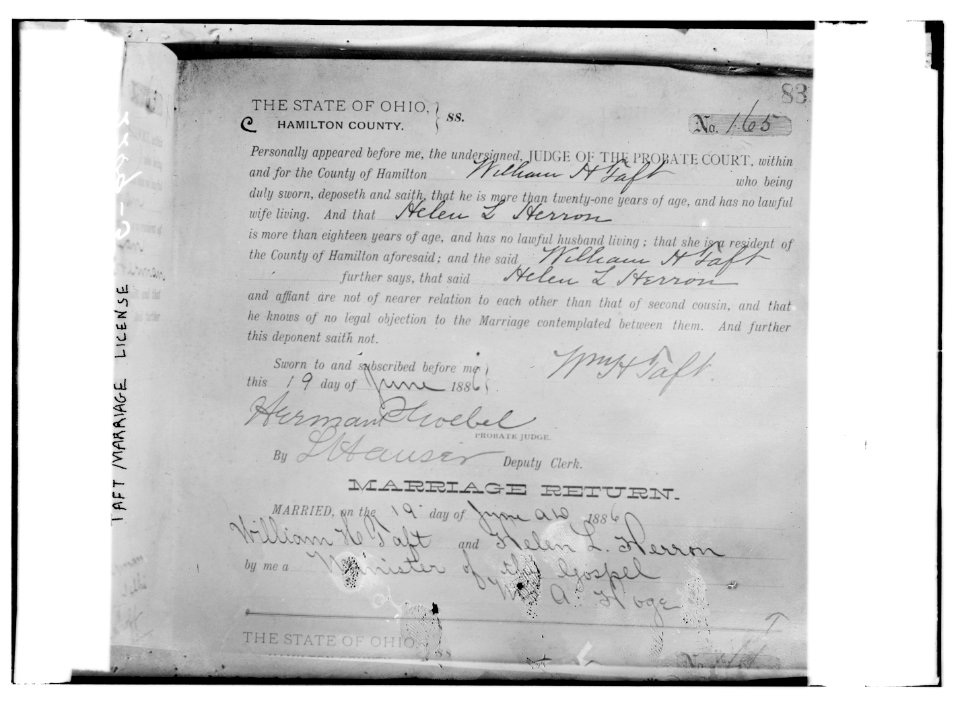 83
THE STATE OF OHIO, } ss.
C HAMILTON COUNTY.
No. 165
Personally appeared before me, the undersigned, JUDGE OF THE PROBATE COURT, within
and for the County of Hamilton William H Taft who being
duly sworn, deposeth and saith, that he is more than twenty-one years of age, and has no lawful
wife living. And that Helen L Herron
is more than eighteen years of age, and has no lawful husband living; that she is a resident of
the County of Hamilton aforesaid; and the said William H Taft
further says, that said Helen L Herron
and affiant are not of nearer relation to each other than that of second cousin, and that
he knows of no legal objection to the Marriage contemplated between them. And further
this deponent saith not.
Sworn to and subscribed before me
this 19 day of June 1886.
Wm H Taft.
Herman
PROBATE JUDGE.
By Hauser Deputy Clerk.
MARRIAGE RETURN.
MARRIED, on the 19 day of June 1886
William H Taft and Helen L. Herron
by me a Minister of the Gospel
A. Hoge
THE STATE OF OHIO, ss
No. 166
TAFT MARRIAGE LICENSE